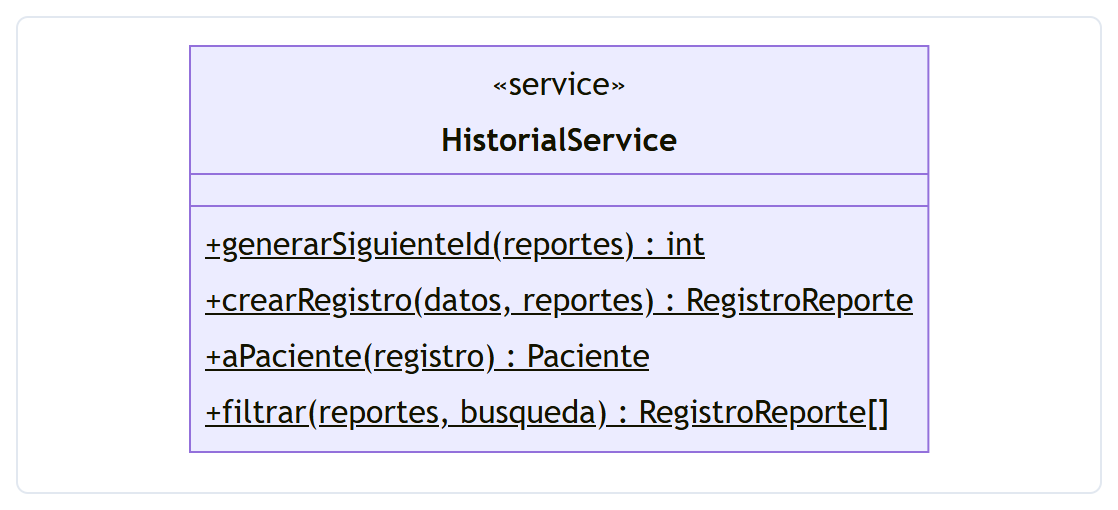 «service»
HistorialService
+generarSiguienteId(reportes) : int
+crearRegistro(datos, reportes) : RegistroReporte
+aPaciente(registro) : Paciente
+filtrar(reportes, busqueda) : RegistroReporte[]